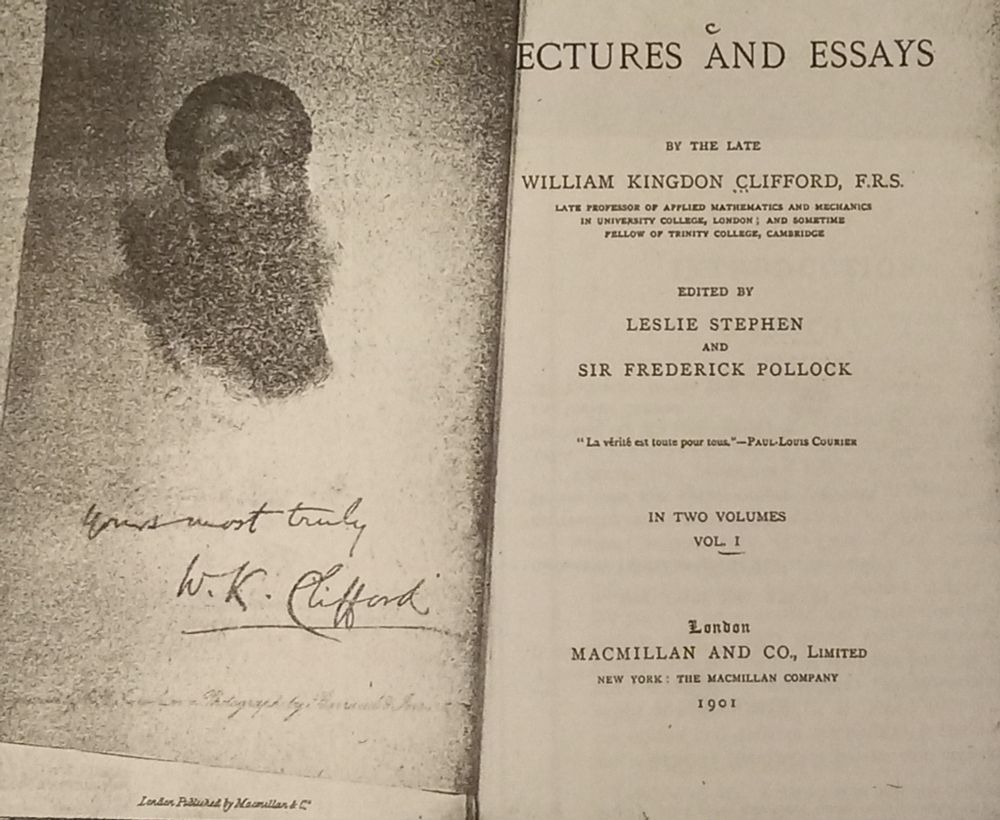 yours most truly
W. K. Clifford
Photograph by
London Published by Macmillan & Co
c
ECTURES AND ESSAYS
BY THE LATE
WILLIAM KINGDON CLIFFORD, F.R.S.
LATE PROFESSOR OF APPLIED MATHEMATICS AND MECHANICS
IN UNIVERSITY COLLEGE, LONDON; AND SOMETIME
FELLOW OF TRINITY COLLEGE, CAMBRIDGE
EDITED BY
LESLIE STEPHEN
AND
SIR FREDERICK POLLOCK
"La vérité est toute pour tous."—PAUL-LOUIS COURIER
IN TWO VOLUMES
VOL. I
London
MACMILLAN AND CO., LIMITED
NEW YORK: THE MACMILLAN COMPANY
1901